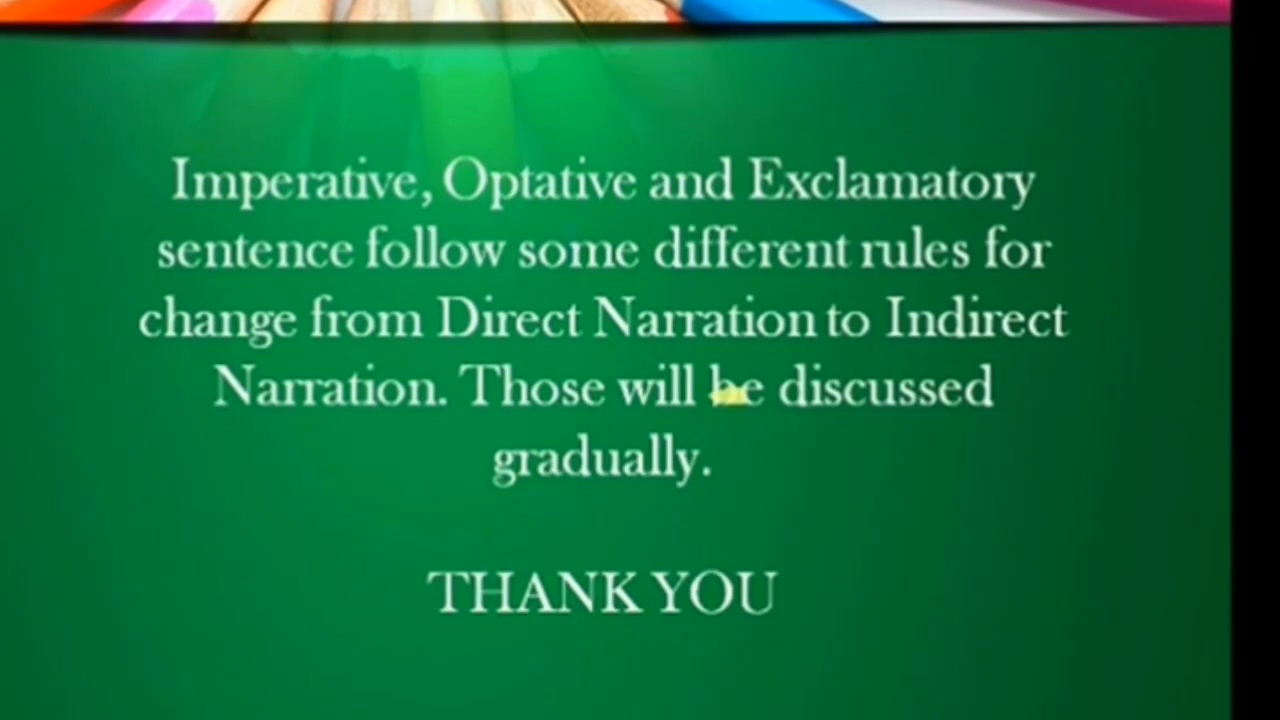 Imperative, Optative and Exclamatory
sentence follow some different rules for
change from Direct Narration to Indirect
Narration. Those will be discussed
gradually.
THANK YOU